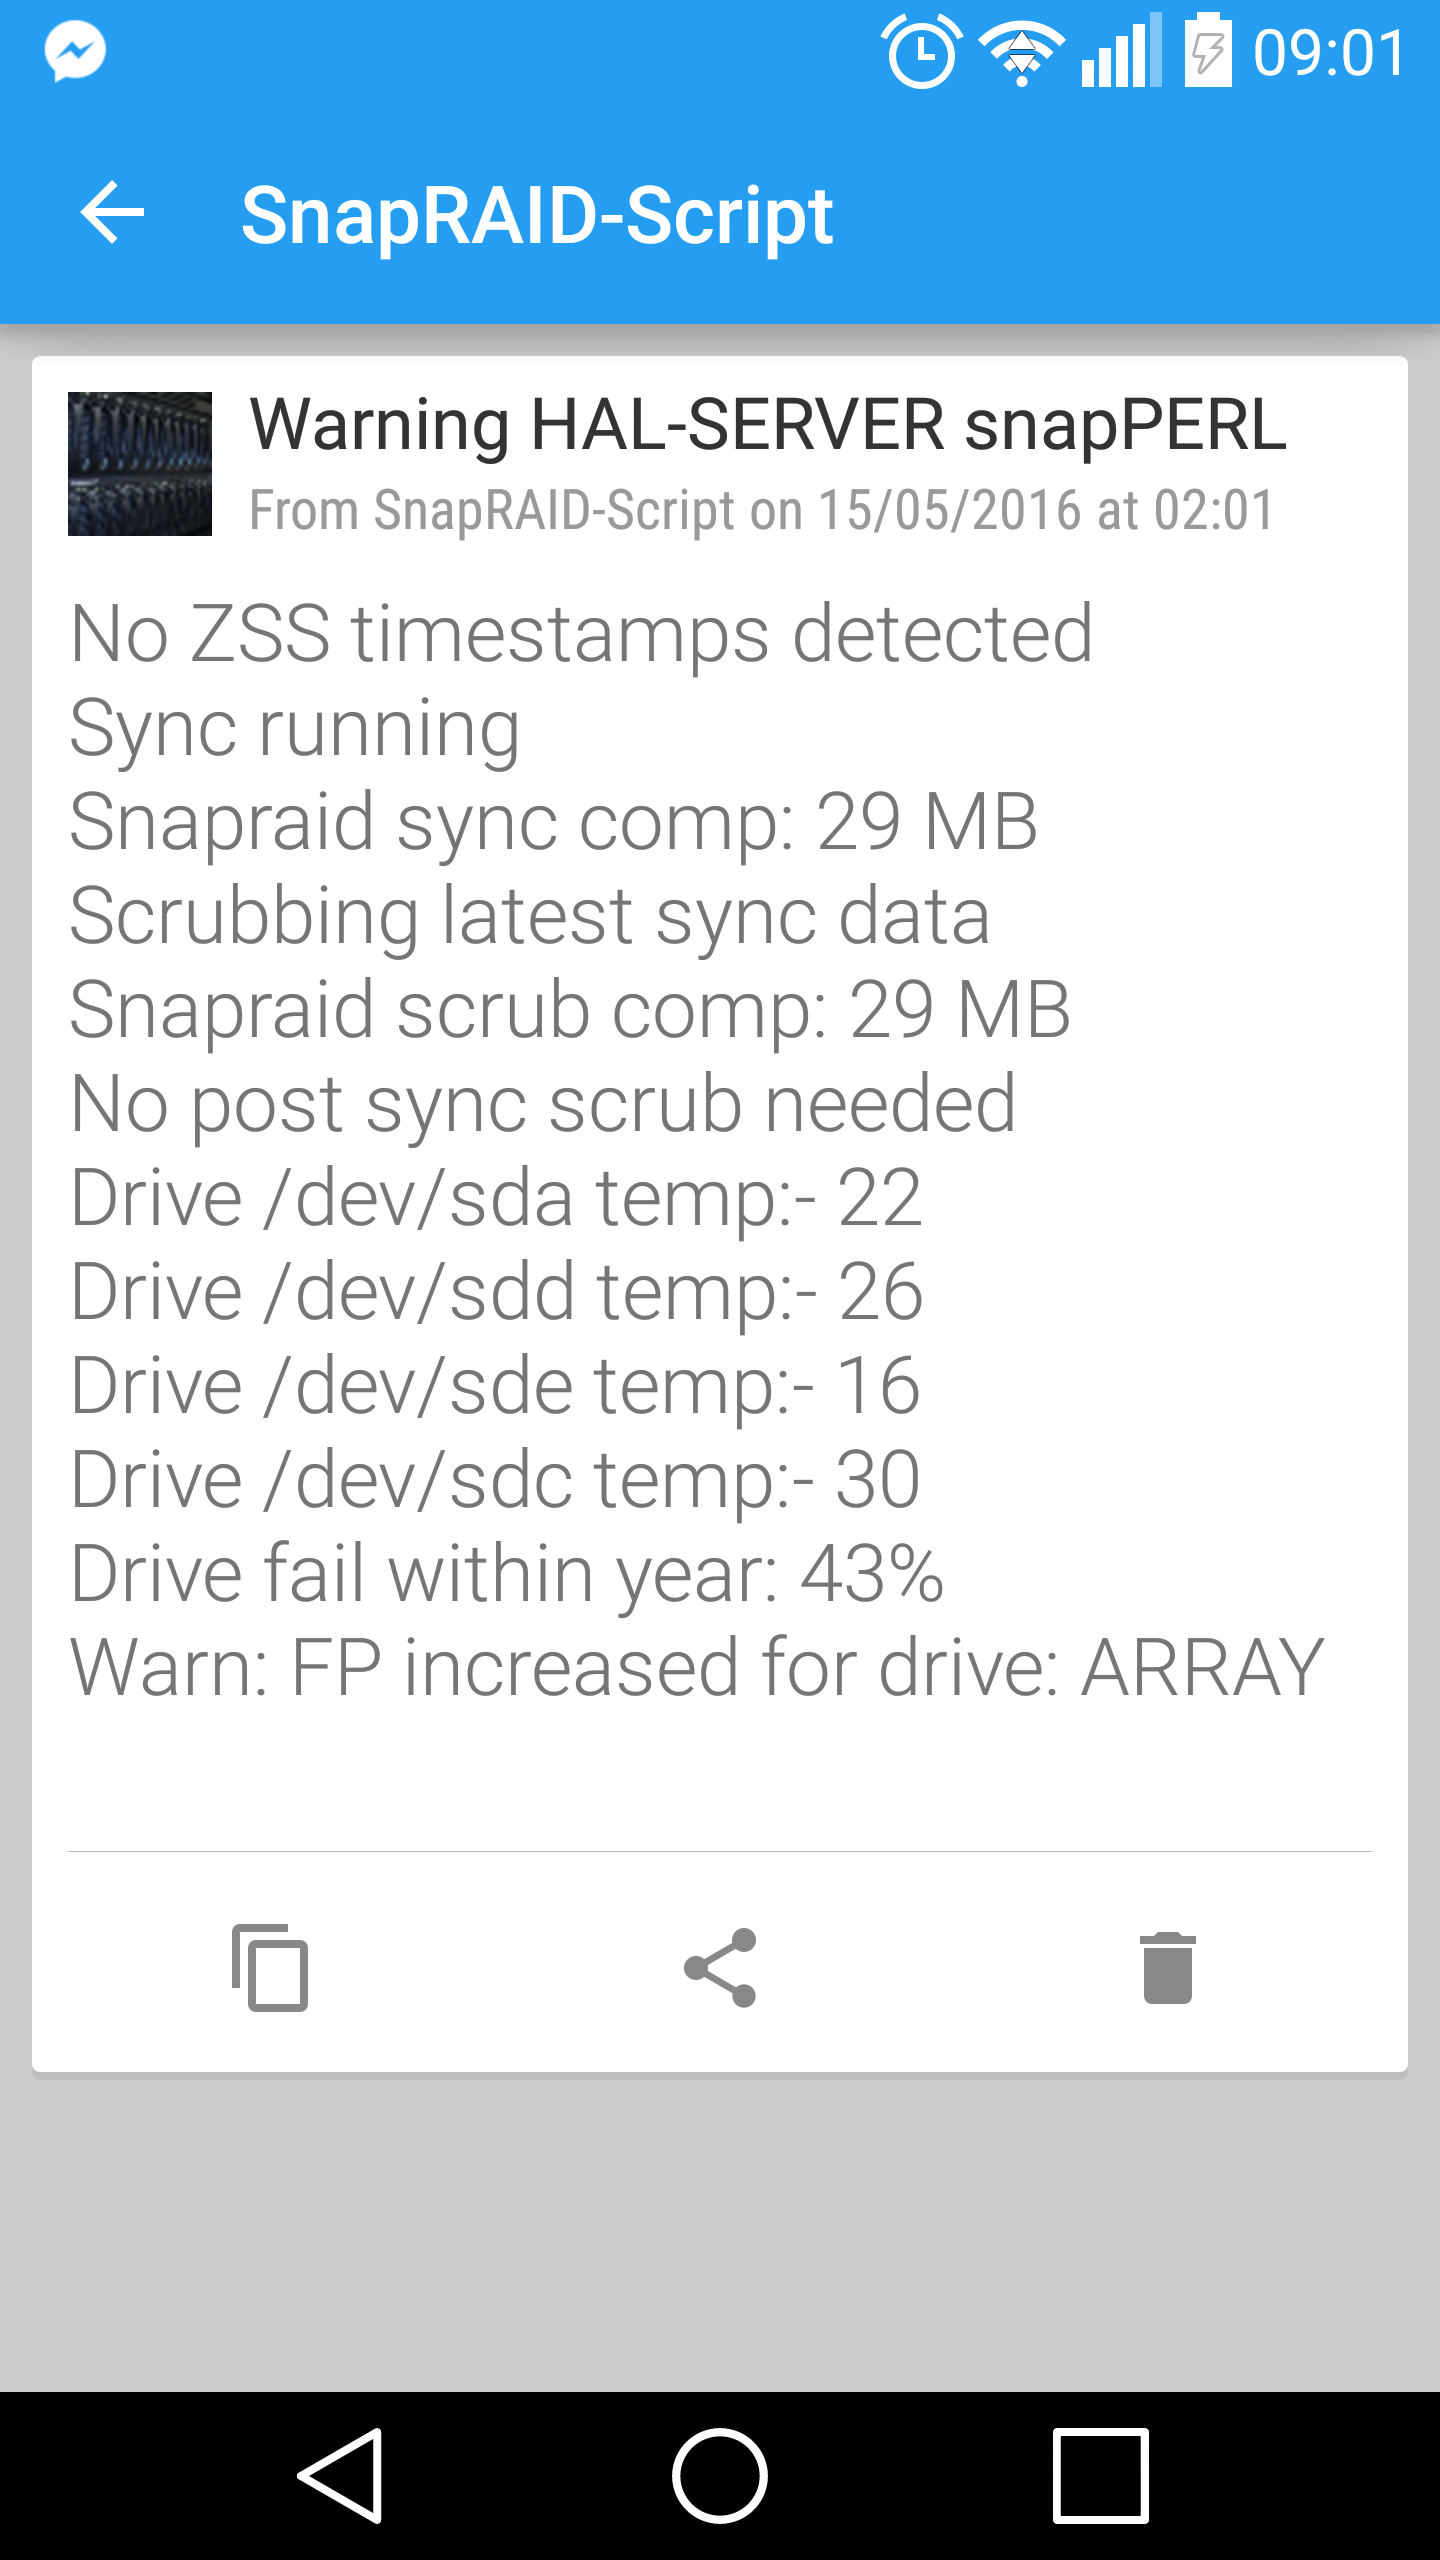 09:01
SnapRAID-Script
Warning HAL-SERVER snapPERL
From SnapRAID-Script on 15/05/2016 at 02:01
No ZSS timestamps detected
Sync running
Snapraid sync comp: 29 MB
Scrubbing latest sync data
Snapraid scrub comp: 29 MB
No post sync scrub needed
Drive /dev/sda temp:- 22
Drive /dev/sdd temp:- 26
Drive /dev/sde temp:- 16
Drive /dev/sdc temp:- 30
Drive fail within year: 43%
Warn: FP increased for drive: ARRAY